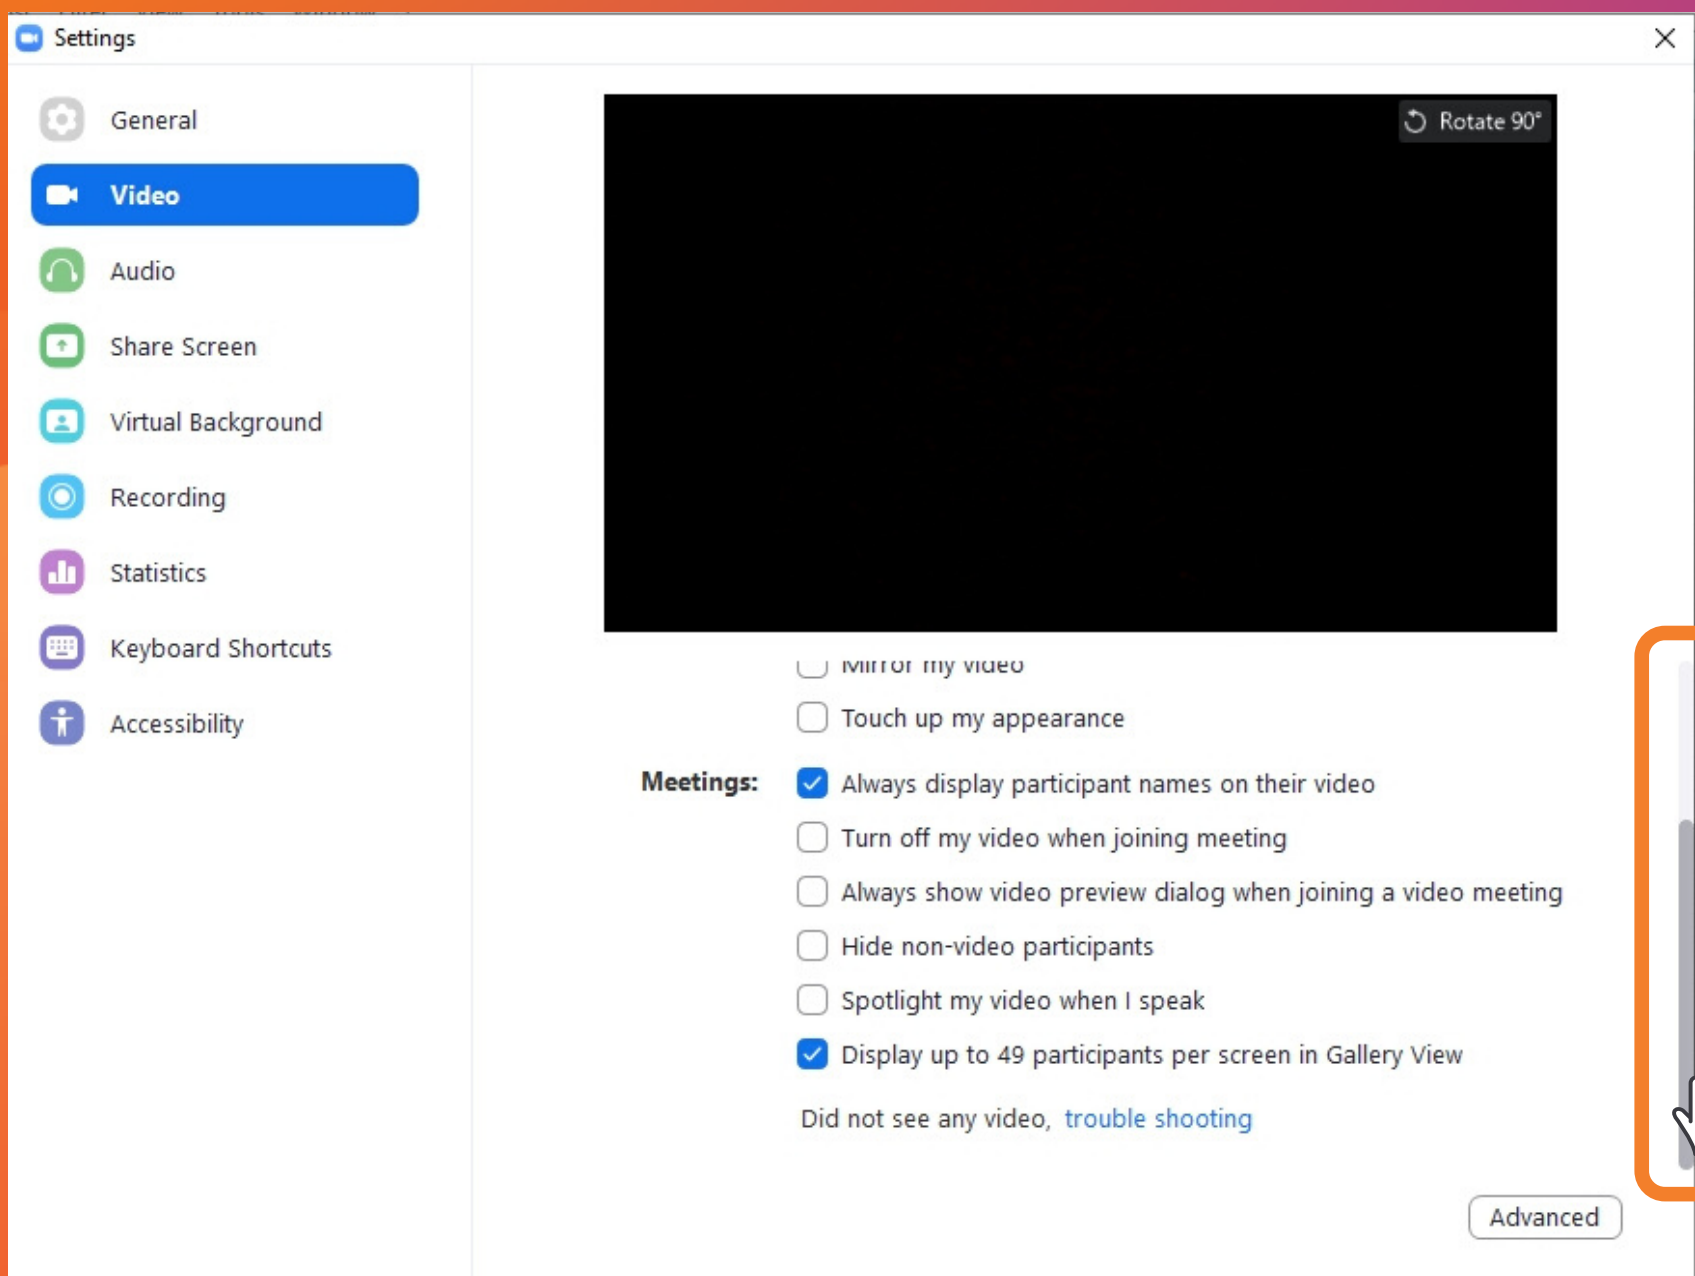 Settings
General
Video
Audio
Share Screen
Virtual Background
Recording
Statistics
Keyboard Shortcuts
Accessibility
Rotate 90°
Mirror my video
Touch up my appearance
Meetings:
Always display participant names on their video
Turn off my video when joining meeting
Always show video preview dialog when joining a video meeting
Hide non-video participants
Spotlight my video when I speak
Display up to 49 participants per screen in Gallery View
Did not see any video, trouble shooting
Advanced